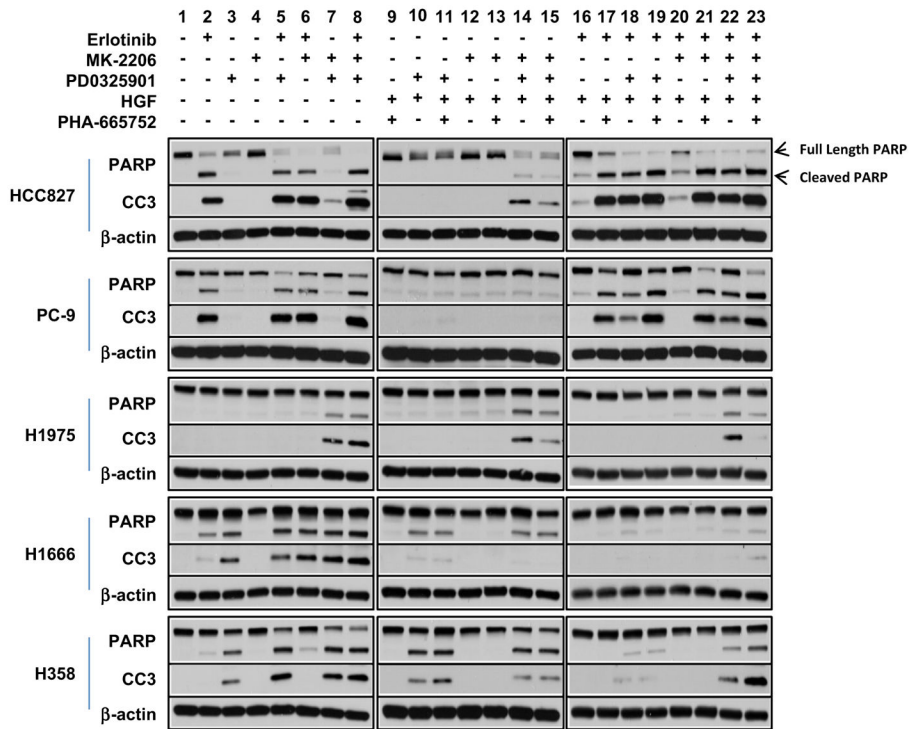 1 2 3 4 5 6 7 8 9 10 11 12 13 14 15 16 17 18 19 20 21 22 23
Erlotinib - + - - + + - + - - - - - - - + + + + + + + +
MK-2206 - - - + - + + + - - - + + + + - - - - + + + +
PD0325901 - - + - + - + + - + + - - + + - - + + - - + +
HGF - - - - - - - - + + + + + + + + + + + + + + +
PHA-665752 - - - - - - - - + - + - + - + - + - + - + - +
HCC827
PARP
Full Length PARP
Cleaved PARP
CC3
β-actin
PC-9
PARP
CC3
β-actin
H1975
PARP
CC3
β-actin
H1666
PARP
CC3
β-actin
H358
PARP
CC3
β-actin